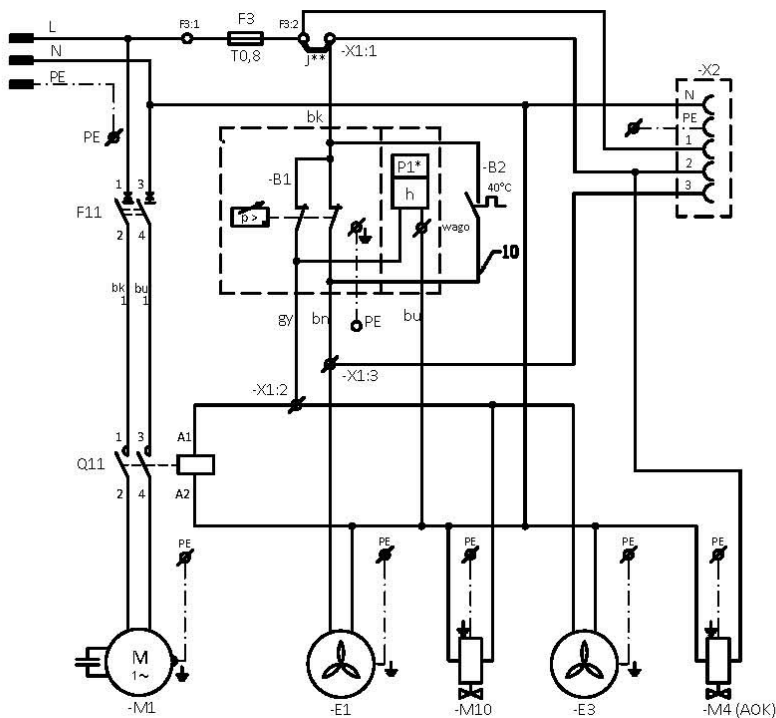 L
F3:1
F3
F3:2
T0,8
J**
-X1:1
N
PE
PE
-X2
N
PE
1
2
3
bk
-B1
P1*
h
-B2
40°C
p >
wago
10
1
3
F11
2
4
bk
1
bu
1
gy
bn
PE
bu
-X1:3
-X1:2
1
3
A1
Q11
2
4
A2
PE
PE
PE
PE
PE
M
1~
-M1
-E1
-M10
-E3
-M4 (AOK)